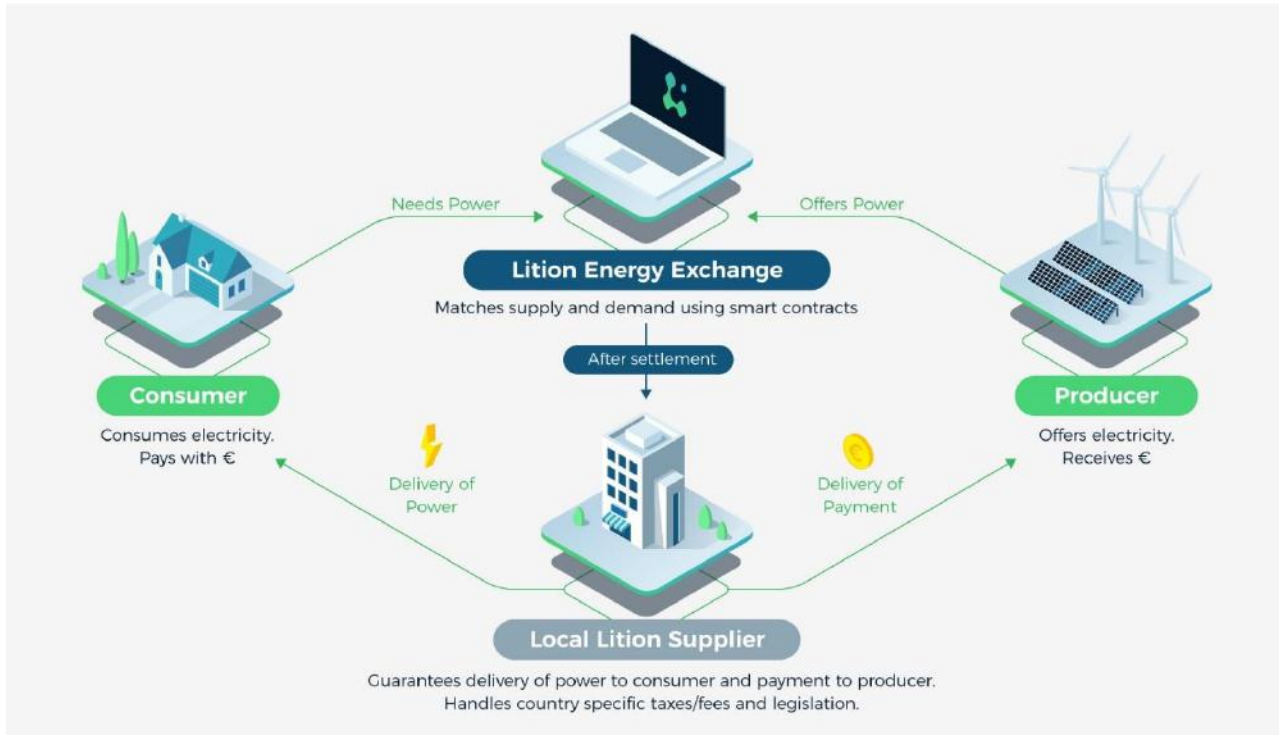 Needs Power
Offers Power
Lition Energy Exchange
Matches supply and demand using smart contracts
After settlement
Consumer
Consumes electricity.
Pays with €
Producer
Offers electricity.
Receives €
Delivery of
Power
€
Delivery of
Payment
Local Lition Supplier
Guarantees delivery of power to consumer and payment to producer.
Handles country specific taxes/fees and legislation.